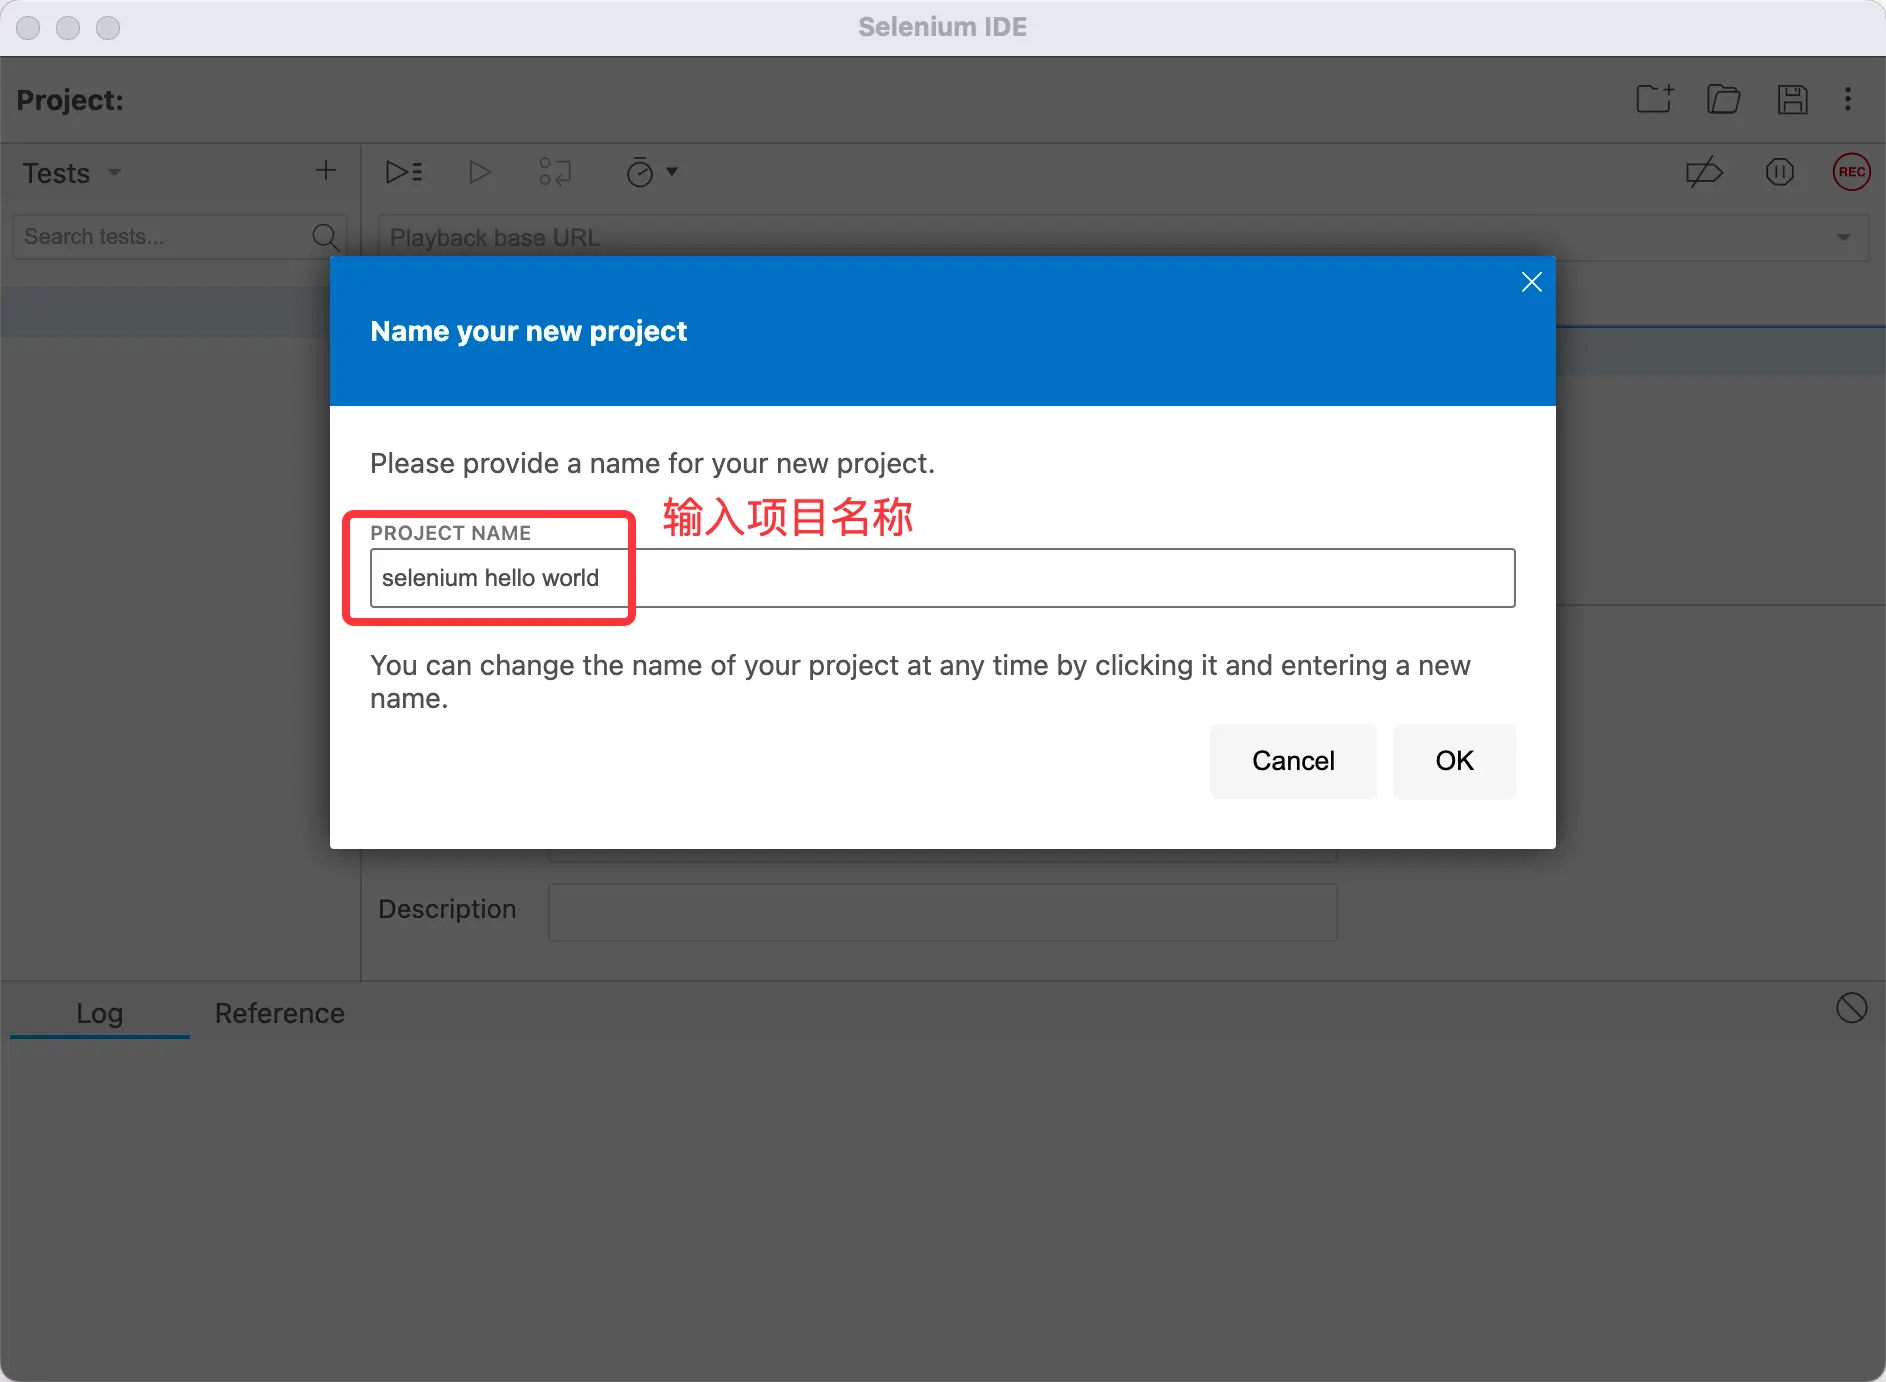 Selenium IDE
Project:
Tests
REC
Search tests...
Playback base URL
Name your new project
Please provide a name for your new project.
输入项目名称
PROJECT NAME
selenium hello world
You can change the name of your project at any time by clicking it and entering a new
name.
Cancel
OK
Description
Log
Reference